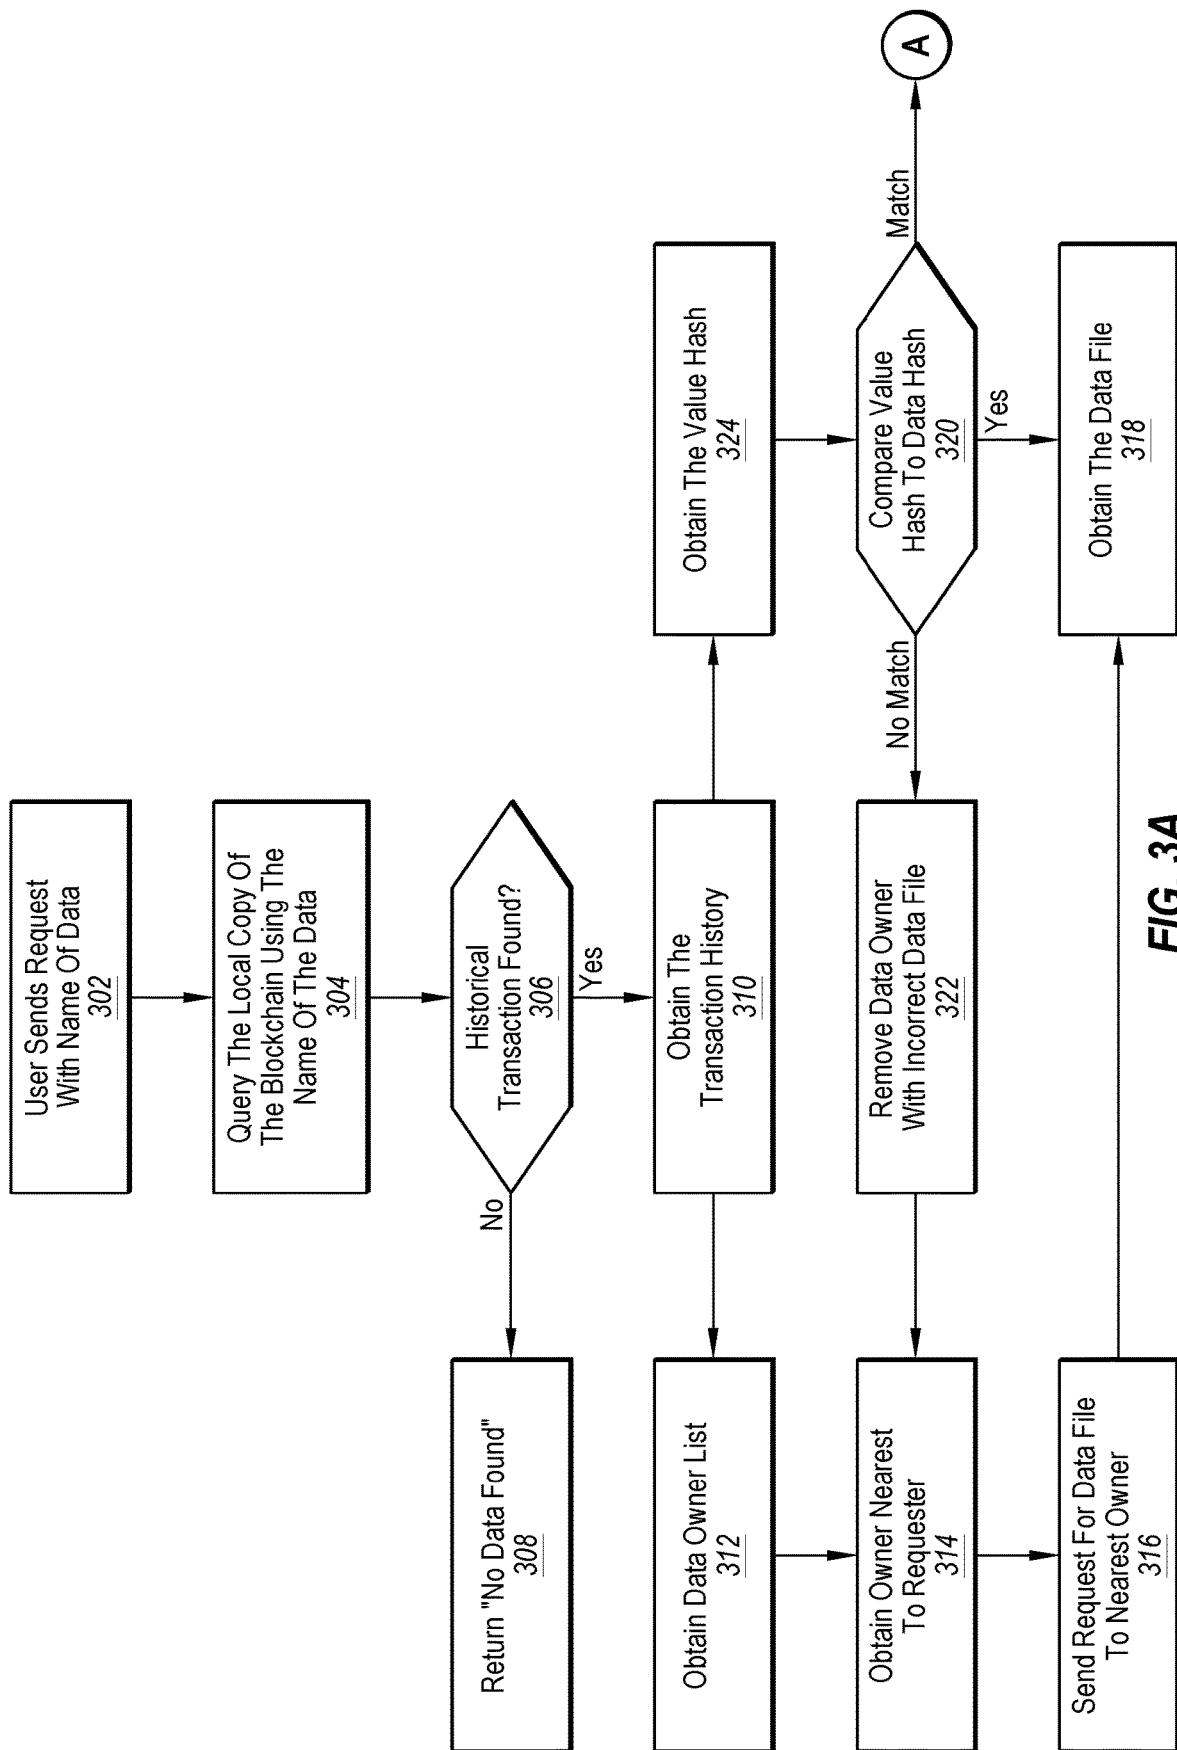 User Sends Request
With Name Of Data
302
Query The Local Copy Of
The Blockchain Using The
Name Of The Data
304
Historical
Transaction Found?
306
No
Yes
Return "No Data Found"
308
Obtain The
Transaction History
310
Obtain Data Owner List
312
Obtain The Value Hash
324
Obtain Owner Nearest
To Requester
314
Remove Data Owner
With Incorrect Data File
322
No Match
Compare Value
Hash To Data Hash
320
Match
A
Yes
Send Request For Data File
To Nearest Owner
316
Obtain The Data File
318
FIG. 3A